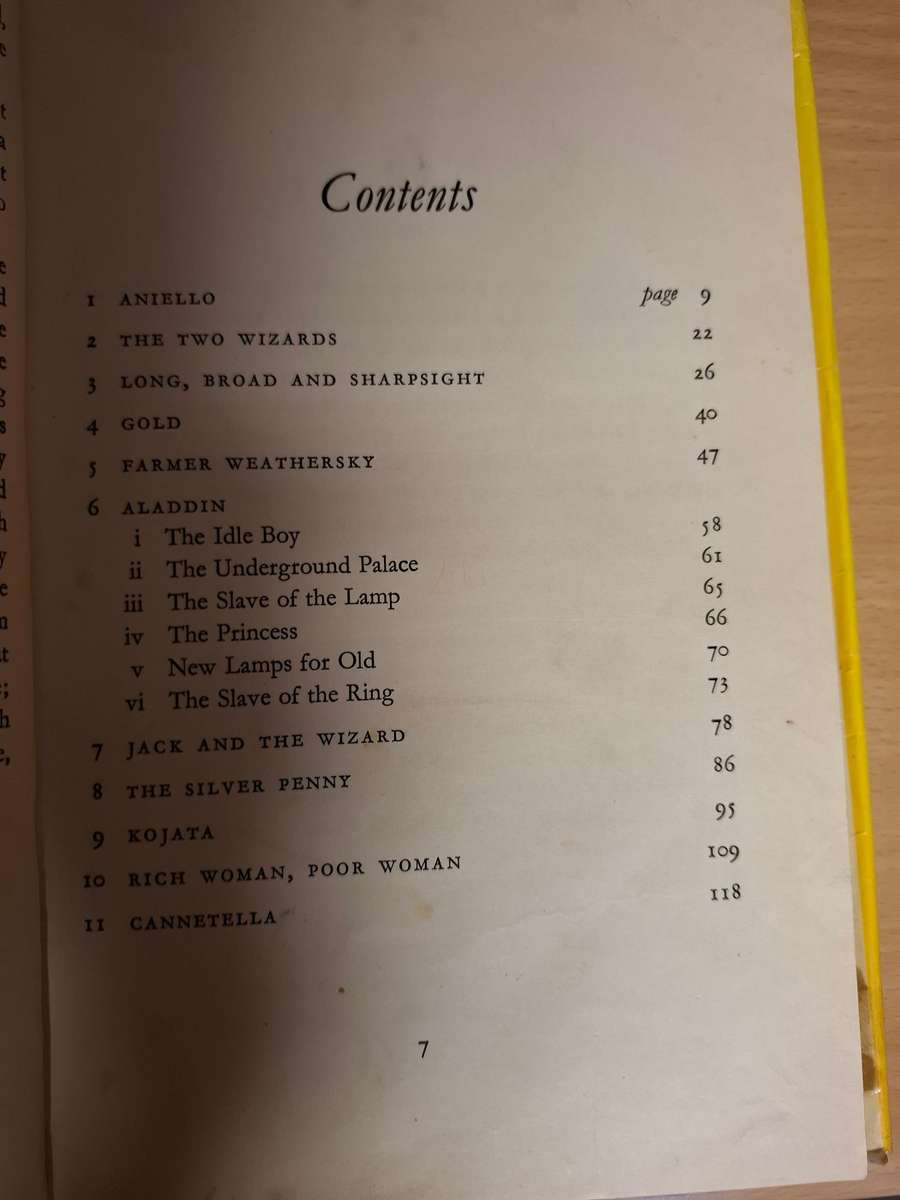 Contents
1 ANIELLO page 9
2 THE TWO WIZARDS 22
3 LONG, BROAD AND SHARPSIGHT 26
4 GOLD 40
5 FARMER WEATHERSKY 47
6 ALADDIN
i The Idle Boy 58
ii The Underground Palace 61
iii The Slave of the Lamp 65
iv The Princess 66
v New Lamps for Old 70
vi The Slave of the Ring 73
7 JACK AND THE WIZARD 78
8 THE SILVER PENNY 86
9 KOJATA 95
10 RICH WOMAN, POOR WOMAN 109
11 CANNETELLA 118
7